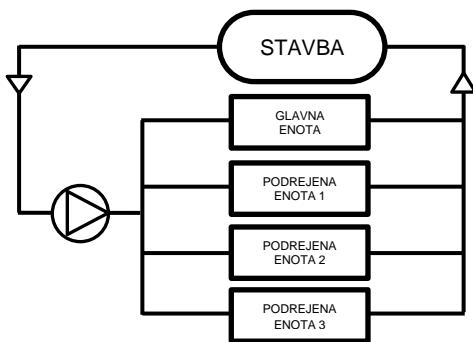 STAVBA
GLAVNA
ENOTA
PODREJENA
ENOTA 1
PODREJENA
ENOTA 2
PODREJENA
ENOTA 3